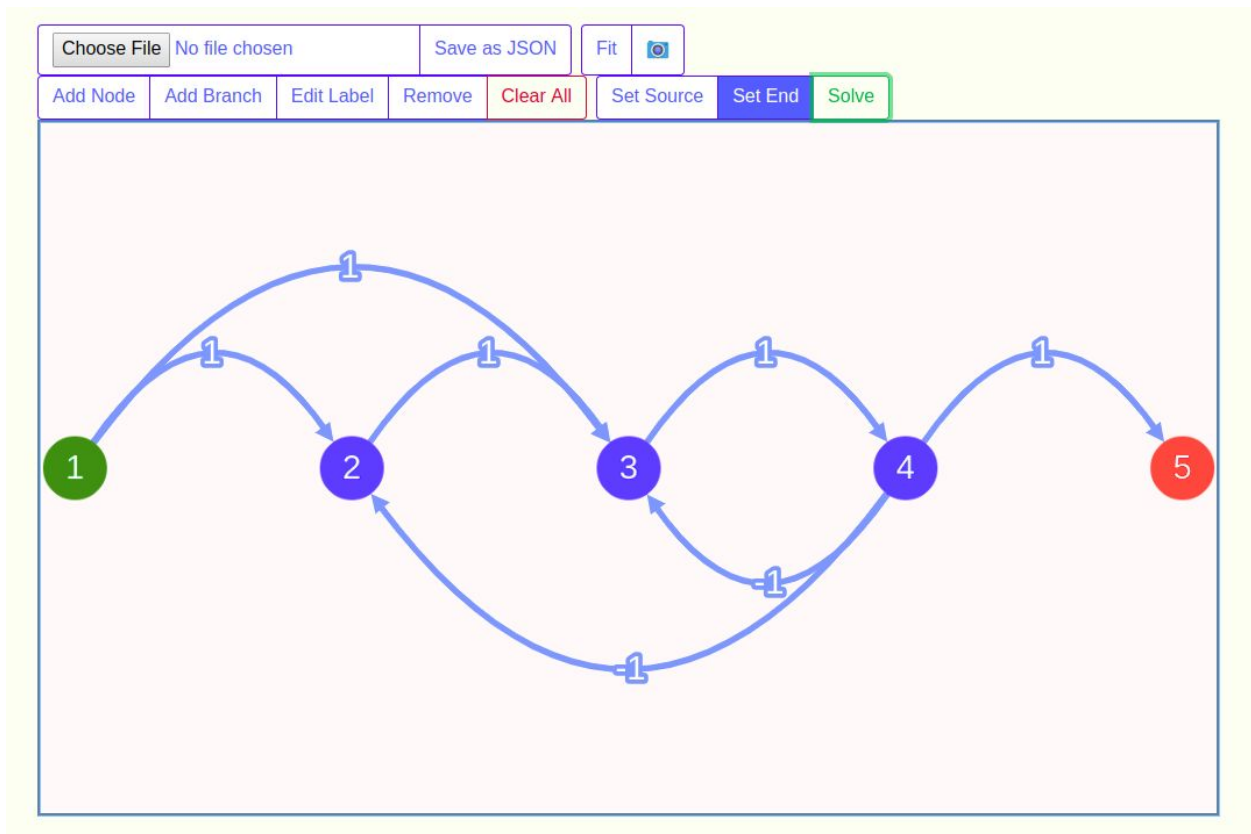 Choose File No file chosen Save as JSON Fit
Add Node Add Branch Edit Label Remove Clear All Set Source Set End Solve
1
1 1 1 1
1 2 3 4 5
-1
-1